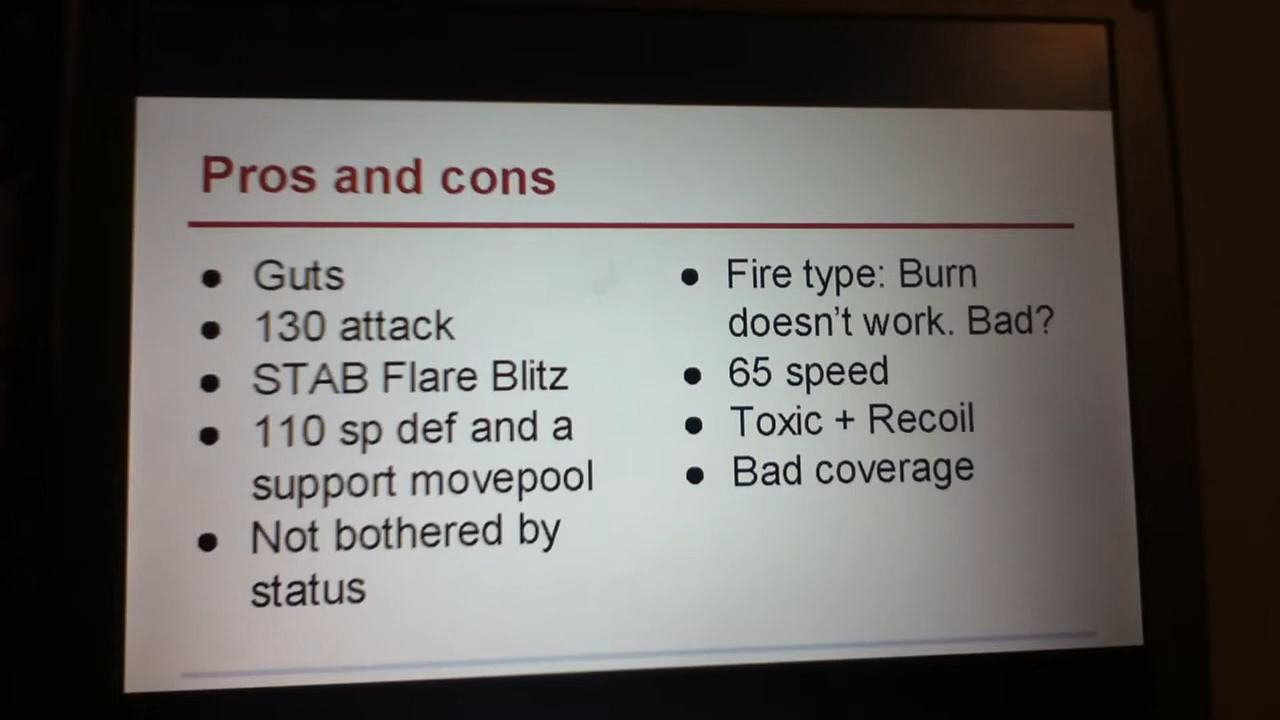 Pros and cons
● Guts
● 130 attack
● STAB Flare Blitz
● 110 sp def and a
support movepool
● Not bothered by
status
● Fire type: Burn
doesn't work. Bad?
● 65 speed
● Toxic + Recoil
● Bad coverage